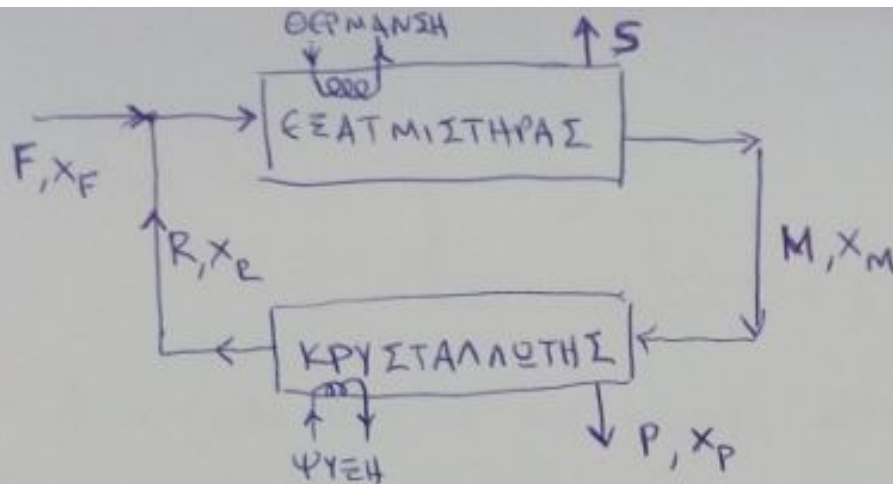 ΘΕΡΜΑΝΣΗ
S
ΕΞΑΤΜΙΣΤΗΡΑΣ
F, X_F
R, X_R
M, X_M
ΚΡΥΣΤΑΛΛΩΤΗΣ
P, X_P
ΨΥΞΗ